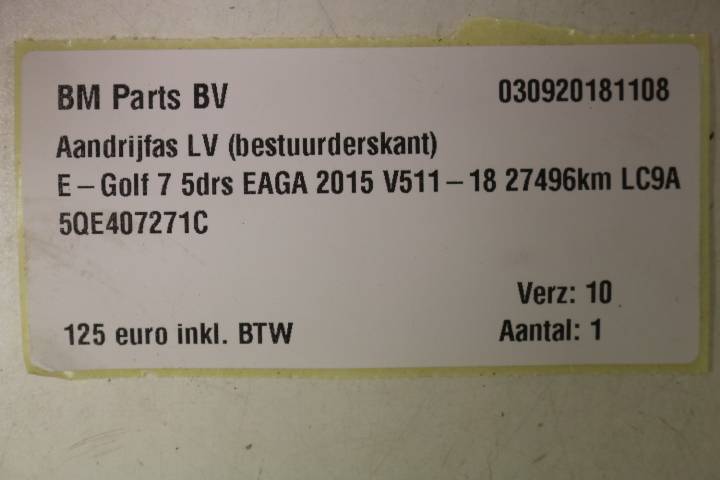 BM Parts BV 030920181108
Aandrijfas LV (bestuurderskant)
E - Golf 7 5drs EAGA 2015 V511 - 18 27496km LC9A
5QE407271C
Verz: 10
125 euro inkl. BTW Aantal: 1